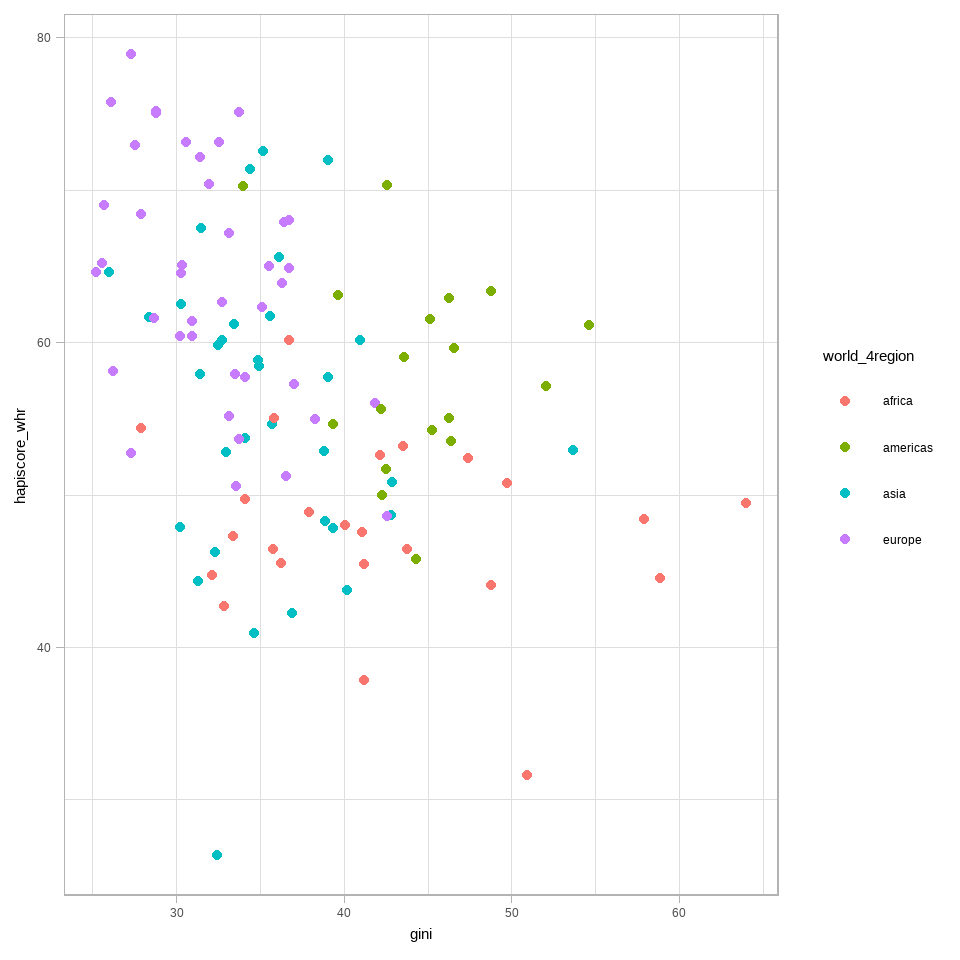 80
60
40
hapiscore_whr
30 40 50 60
gini
world_4region
africa
americas
asia
europe